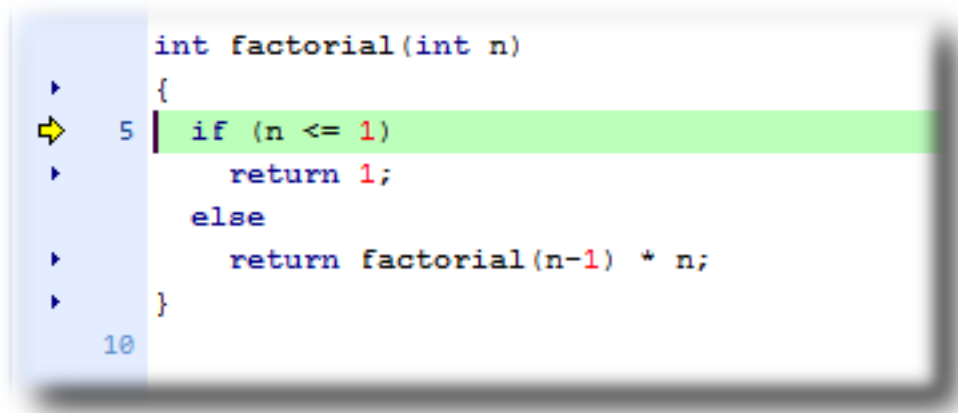 int factorial(int n)
{
5 if (n <= 1)
return 1;
else
return factorial(n-1) * n;
}
10